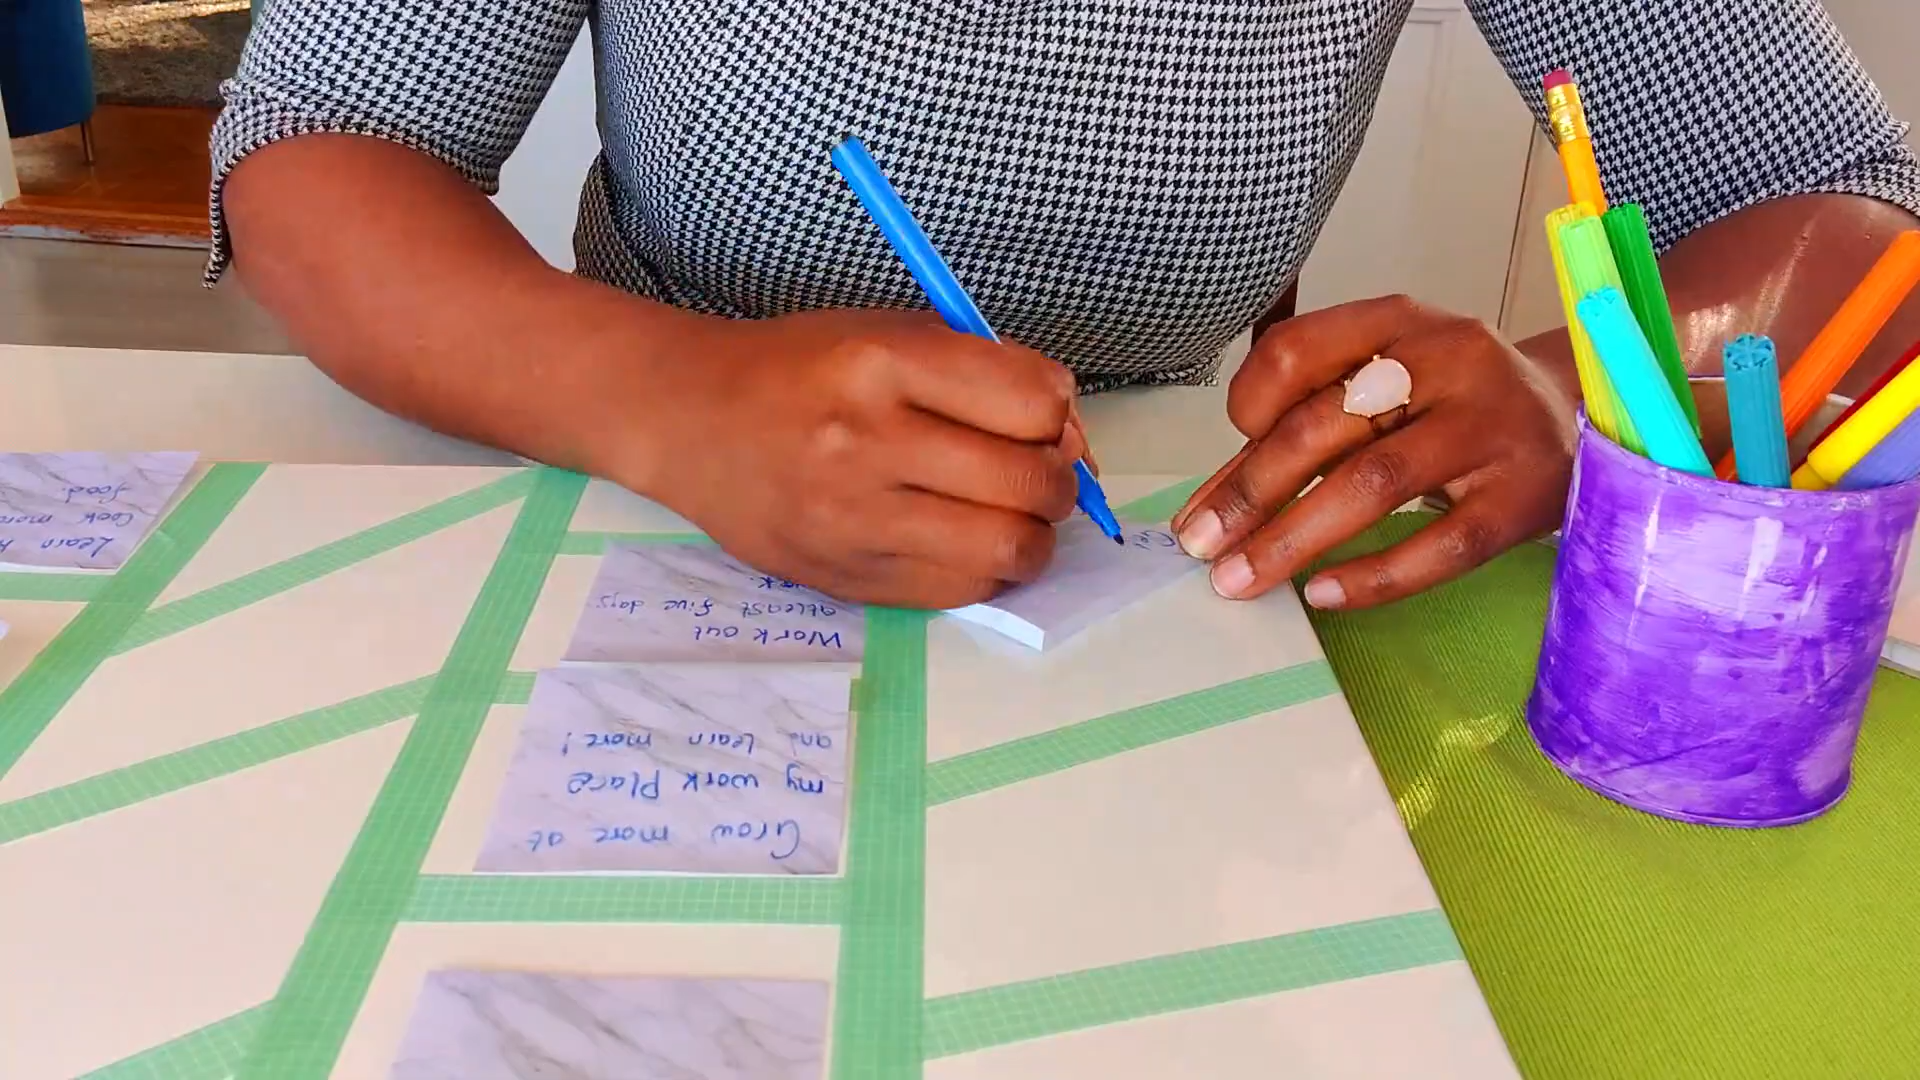 Grow more at
my work Place
and learn more!
Work out
atleast five days
Learn
Cook more
food.